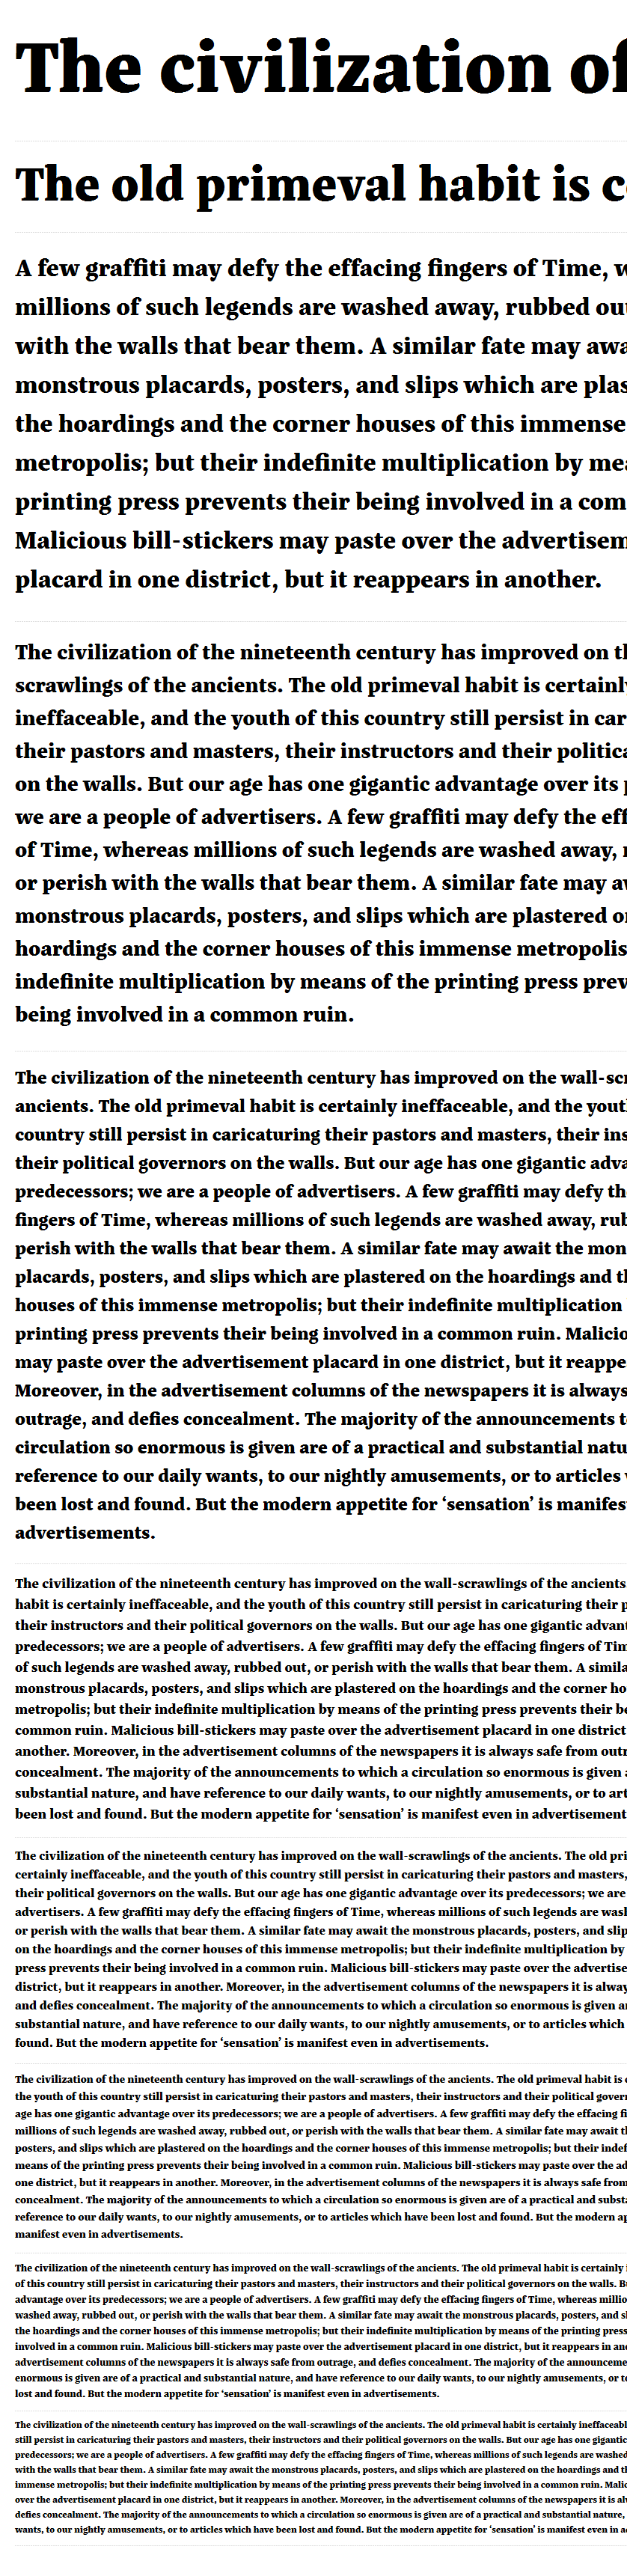 The civilization of
The old primeval habit is c
A few graffiti may defy the effacing fingers of Time, w
millions of such legends are washed away, rubbed out
with the walls that bear them. A similar fate may awa
monstrous placards, posters, and slips which are plas
the hoardings and the corner houses of this immense
metropolis; but their indefinite multiplication by mea
printing press prevents their being involved in a com
Malicious bill-stickers may paste over the advertisem
placard in one district, but it reappears in another.
The civilization of the nineteenth century has improved on th
scrawlings of the ancients. The old primeval habit is certainly
ineffaceable, and the youth of this country still persist in car
their pastors and masters, their instructors and their politica
on the walls. But our age has one gigantic advantage over its p
we are a people of advertisers. A few graffiti may defy the eff
of Time, whereas millions of such legends are washed away, r
or perish with the walls that bear them. A similar fate may aw
monstrous placards, posters, and slips which are plastered on
hoardings and the corner houses of this immense metropolis
indefinite multiplication by means of the printing press prev
being involved in a common ruin.
The civilization of the nineteenth century has improved on the wall-scr
ancients. The old primeval habit is certainly ineffaceable, and the yout
country still persist in caricaturing their pastors and masters, their ins
their political governors on the walls. But our age has one gigantic adva
predecessors; we are a people of advertisers. A few graffiti may defy the
fingers of Time, whereas millions of such legends are washed away, rub
perish with the walls that bear them. A similar fate may await the mon
placards, posters, and slips which are plastered on the hoardings and th
houses of this immense metropolis; but their indefinite multiplication
printing press prevents their being involved in a common ruin. Malicio
may paste over the advertisement placard in one district, but it reappe
Moreover, in the advertisement columns of the newspapers it is always
outrage, and defies concealment. The majority of the announcements t
circulation so enormous is given are of a practical and substantial natu
reference to our daily wants, to our nightly amusements, or to articles
been lost and found. But the modern appetite for ‘sensation’ is manifes
advertisements.
The civilization of the nineteenth century has improved on the wall-scrawlings of the ancients
habit is certainly ineffaceable, and the youth of this country still persist in caricaturing their p
their instructors and their political governors on the walls. But our age has one gigantic advant
predecessors; we are a people of advertisers. A few graffiti may defy the effacing fingers of Tim
of such legends are washed away, rubbed out, or perish with the walls that bear them. A simila
monstrous placards, posters, and slips which are plastered on the hoardings and the corner ho
metropolis; but their indefinite multiplication by means of the printing press prevents their be
common ruin. Malicious bill-stickers may paste over the advertisement placard in one district
another. Moreover, in the advertisement columns of the newspapers it is always safe from outr
concealment. The majority of the announcements to which a circulation so enormous is given a
substantial nature, and have reference to our daily wants, to our nightly amusements, or to art
been lost and found. But the modern appetite for ‘sensation’ is manifest even in advertisement
The civilization of the nineteenth century has improved on the wall-scrawlings of the ancients. The old pri
certainly ineffaceable, and the youth of this country still persist in caricaturing their pastors and masters,
their political governors on the walls. But our age has one gigantic advantage over its predecessors; we are
advertisers. A few graffiti may defy the effacing fingers of Time, whereas millions of such legends are wash
or perish with the walls that bear them. A similar fate may await the monstrous placards, posters, and slip
on the hoardings and the corner houses of this immense metropolis; but their indefinite multiplication by
press prevents their being involved in a common ruin. Malicious bill-stickers may paste over the advertise
district, but it reappears in another. Moreover, in the advertisement columns of the newspapers it is alway
and defies concealment. The majority of the announcements to which a circulation so enormous is given ar
substantial nature, and have reference to our daily wants, to our nightly amusements, or to articles which
found. But the modern appetite for ‘sensation’ is manifest even in advertisements.
The civilization of the nineteenth century has improved on the wall-scrawlings of the ancients. The old primeval habit is c
the youth of this country still persist in caricaturing their pastors and masters, their instructors and their political govern
age has one gigantic advantage over its predecessors; we are a people of advertisers. A few graffiti may defy the effacing fi
millions of such legends are washed away, rubbed out, or perish with the walls that bear them. A similar fate may await th
posters, and slips which are plastered on the hoardings and the corner houses of this immense metropolis; but their indef
means of the printing press prevents their being involved in a common ruin. Malicious bill-stickers may paste over the ad
one district, but it reappears in another. Moreover, in the advertisement columns of the newspapers it is always safe from
concealment. The majority of the announcements to which a circulation so enormous is given are of a practical and substa
reference to our daily wants, to our nightly amusements, or to articles which have been lost and found. But the modern ap
manifest even in advertisements.
The civilization of the nineteenth century has improved on the wall-scrawlings of the ancients. The old primeval habit is certainly i
of this country still persist in caricaturing their pastors and masters, their instructors and their political governors on the walls. Bu
advantage over its predecessors; we are a people of advertisers. A few graffiti may defy the effacing fingers of Time, whereas millio
washed away, rubbed out, or perish with the walls that bear them. A similar fate may await the monstrous placards, posters, and sl
the hoardings and the corner houses of this immense metropolis; but their indefinite multiplication by means of the printing press
involved in a common ruin. Malicious bill-stickers may paste over the advertisement placard in one district, but it reappears in ano
advertisement columns of the newspapers it is always safe from outrage, and defies concealment. The majority of the announceme
enormous is given are of a practical and substantial nature, and have reference to our daily wants, to our nightly amusements, or to
lost and found. But the modern appetite for ‘sensation’ is manifest even in advertisements.
The civilization of the nineteenth century has improved on the wall-scrawlings of the ancients. The old primeval habit is certainly ineffaceabl
still persist in caricaturing their pastors and masters, their instructors and their political governors on the walls. But our age has one gigantic
predecessors; we are a people of advertisers. A few graffiti may defy the effacing fingers of Time, whereas millions of such legends are washed
with the walls that bear them. A similar fate may await the monstrous placards, posters, and slips which are plastered on the hoardings and th
immense metropolis; but their indefinite multiplication by means of the printing press prevents their being involved in a common ruin. Malic
over the advertisement placard in one district, but it reappears in another. Moreover, in the advertisement columns of the newspapers it is alw
defies concealment. The majority of the announcements to which a circulation so enormous is given are of a practical and substantial nature,
wants, to our nightly amusements, or to articles which have been lost and found. But the modern appetite for ‘sensation’ is manifest even in a